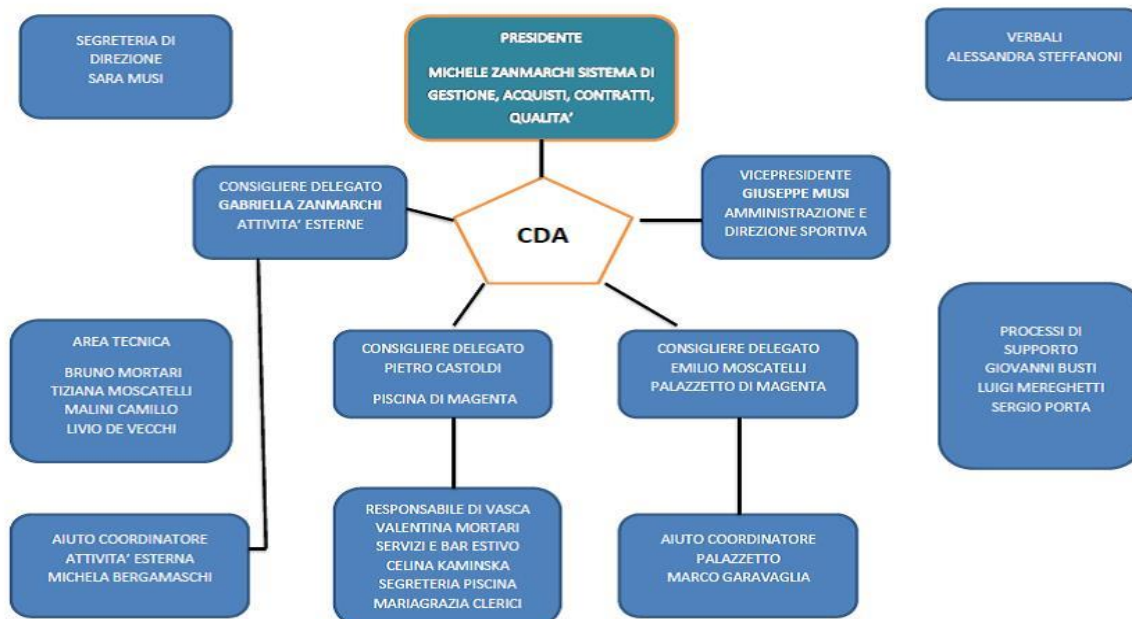 SEGRETERIA DI
DIREZIONE
SARA MUSI
PRESIDENTE
MICHELE ZANMARCHI SISTEMA DI
GESTIONE, ACQUISTI, CONTRATTI,
QUALITA'
VERBALI
ALESSANDRA STEFFANONI
CONSIGLIERE DELEGATO
GABRIELLA ZANMARCHI
ATTIVITA' ESTERNE
CDA
VICEPRESIDENTE
GIUSEPPE MUSI
AMMINISTRAZIONE E
DIREZIONE SPORTIVA
AREA TECNICA
BRUNO MORTARI
TIZIANA MOSCATELLI
MALINI CAMILLO
LIVIO DE VECCHI
CONSIGLIERE DELEGATO
PIETRO CASTOLDI
PISCINA DI MAGENTA
CONSIGLIERE DELEGATO
EMILIO MOSCATELLI
PALAZZETTO DI MAGENTA
PROCESSI DI
SUPPORTO
GIOVANNI BUSTI
LUIGI MEREGHETTI
SERGIO PORTA
AIUTO COORDINATORE
ATTIVITA' ESTERNA
MICHELA BERGAMASCHI
RESPONSABILE DI VASCA
VALENTINA MORTARI
SERVIZI E BAR ESTIVO
CELINA KAMINSKA
SEGRETERIA PISCINA
MARIAGRAZIA CLERICI
AIUTO COORDINATORE
PALAZZETTO
MARCO GARAVAGLIA